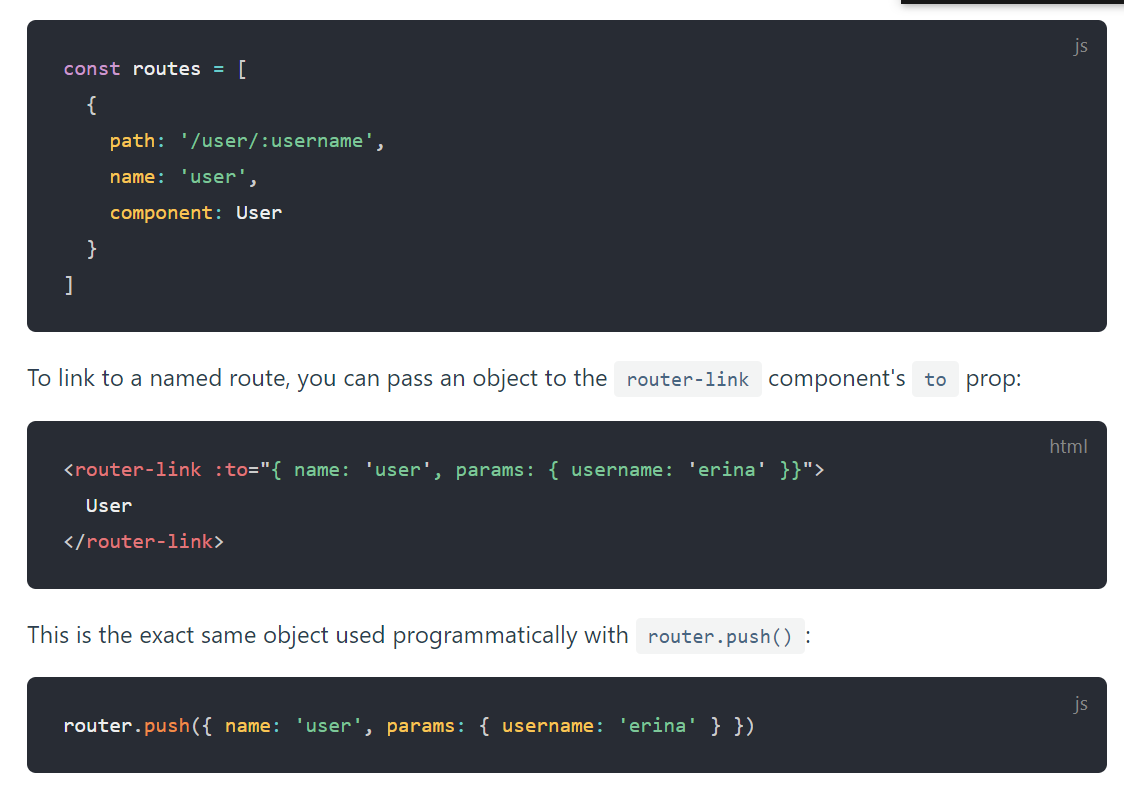 js
const routes = [
  {
    path: '/user/:username',
    name: 'user',
    component: User
  }
]
To link to a named route, you can pass an object to the router-link component's to prop:
html
<router-link :to="{ name: 'user', params: { username: 'erina' }}">
  User
</router-link>
This is the exact same object used programmatically with router.push() :
js
router.push({ name: 'user', params: { username: 'erina' } })